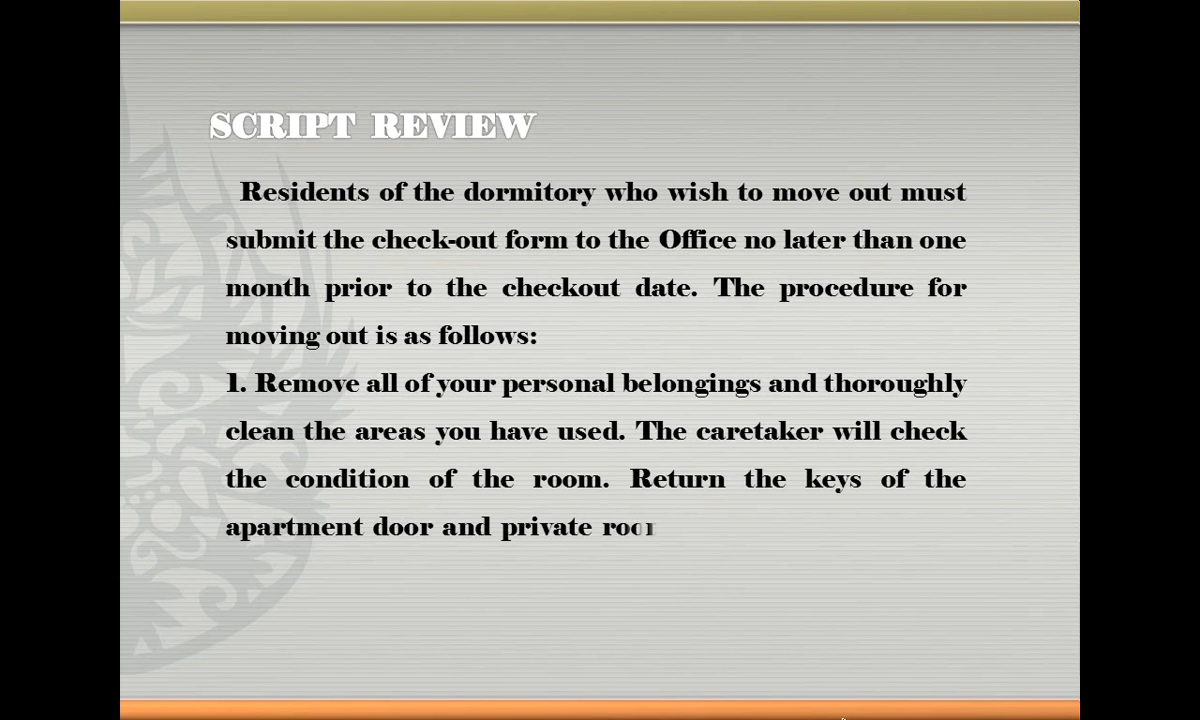 SCRIPT REVIEW
Residents of the dormitory who wish to move out must
submit the check-out form to the Office no later than one
month prior to the checkout date. The procedure for
moving out is as follows:
1. Remove all of your personal belongings and thoroughly
clean the areas you have used. The caretaker will check
the condition of the room. Return the keys of the
apartment door and private